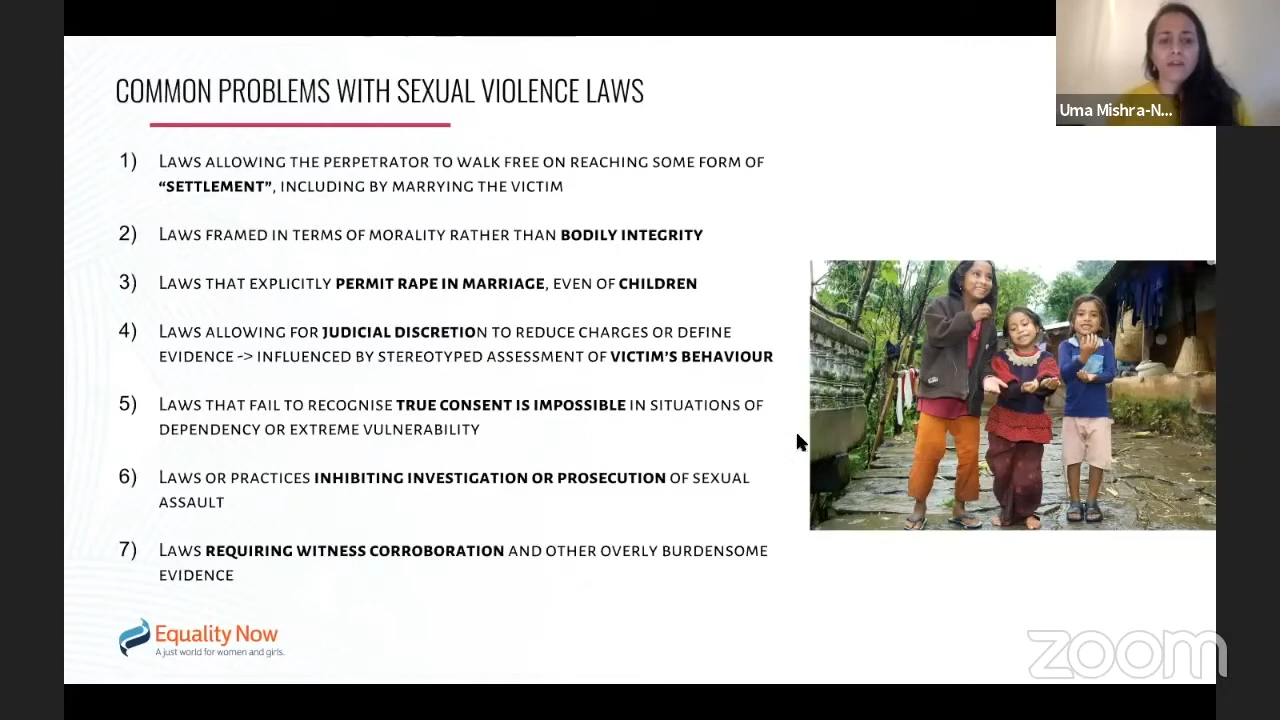 COMMON PROBLEMS WITH SEXUAL VIOLENCE LAWS
Uma Mishra-N...
1) LAWS ALLOWING THE PERPETRATOR TO WALK FREE ON REACHING SOME FORM OF
“SETTLEMENT”, INCLUDING BY MARRYING THE VICTIM
2) LAWS FRAMED IN TERMS OF MORALITY RATHER THAN BODILY INTEGRITY
3) LAWS THAT EXPLICITLY PERMIT RAPE IN MARRIAGE, EVEN OF CHILDREN
4) LAWS ALLOWING FOR JUDICIAL DISCRETION TO REDUCE CHARGES OR DEFINE
EVIDENCE -> INFLUENCED BY STEREOTYPED ASSESSMENT OF VICTIM’S BEHAVIOUR
5) LAWS THAT FAIL TO RECOGNISE TRUE CONSENT IS IMPOSSIBLE IN SITUATIONS OF
DEPENDENCY OR EXTREME VULNERABILITY
6) LAWS OR PRACTICES INHIBITING INVESTIGATION OR PROSECUTION OF SEXUAL
ASSAULT
7) LAWS REQUIRING WITNESS CORROBORATION AND OTHER OVERLY BURDENSOME
EVIDENCE
Equality Now
A just world for women and girls.
zoom